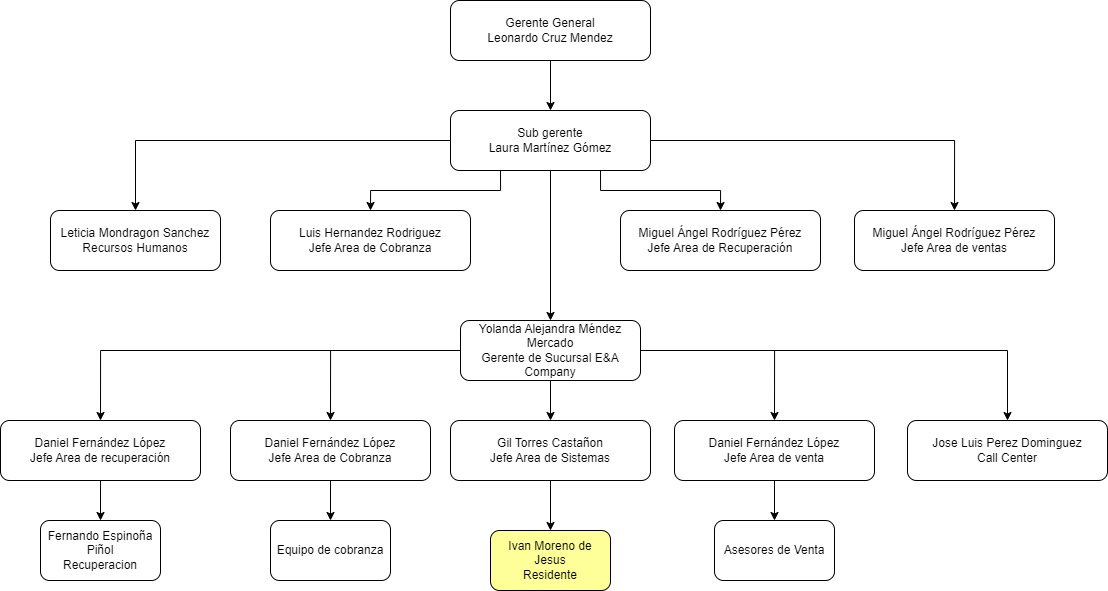 Gerente General
Leonardo Cruz Mendez
Sub gerente
Laura Martínez Gómez
Leticia Mondragon Sanchez
Recursos Humanos
Luis Hernandez Rodriguez
Jefe Area de Cobranza
Miguel Ángel Rodríguez Pérez
Jefe Area de Recuperación
Miguel Ángel Rodríguez Pérez
Jefe Area de ventas
Yolanda Alejandra Méndez
Mercado
Gerente de Sucursal E&A
Company
Daniel Fernández López
Jefe Area de recuperación
Daniel Fernández López
Jefe Area de Cobranza
Gil Torres Castañon
Jefe Area de Sistemas
Daniel Fernández López
Jefe Area de venta
Jose Luis Perez Dominguez
Call Center
Fernando Espinoña
Piñol
Recuperacion
Equipo de cobranza
Ivan Moreno de
Jesus
Residente
Asesores de Venta